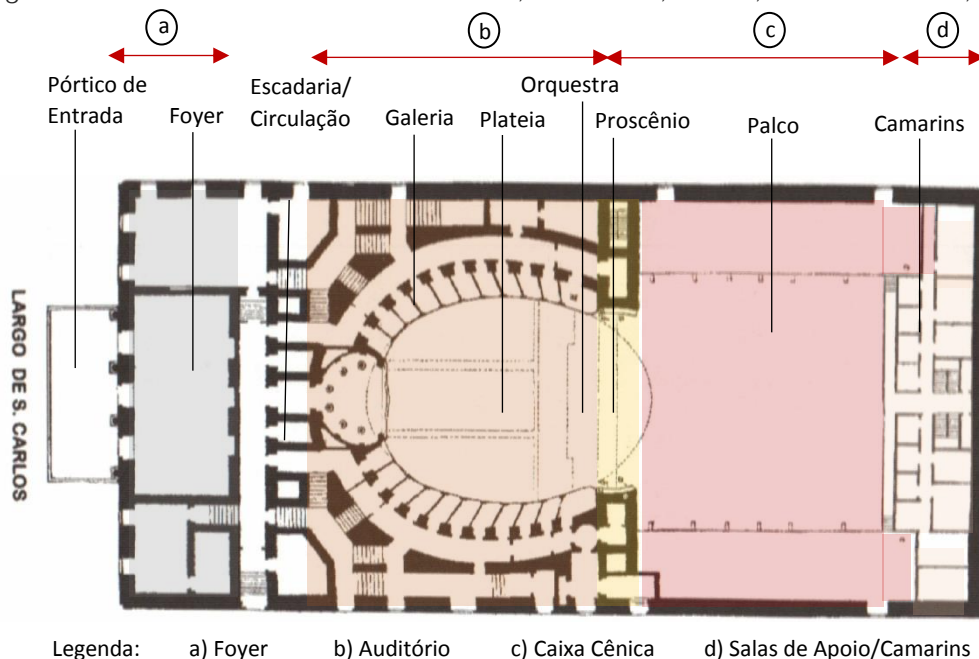 a b c d
Pórtico de Entrada
Foyer
Escadaria/
Circulação
Galeria
Plateia
Orquestra
Proscênio
Palco
Camarins
LARGO DE S. CARLOS
Legenda: a) Foyer b) Auditório c) Caixa Cênica d) Salas de Apoio/Camarins